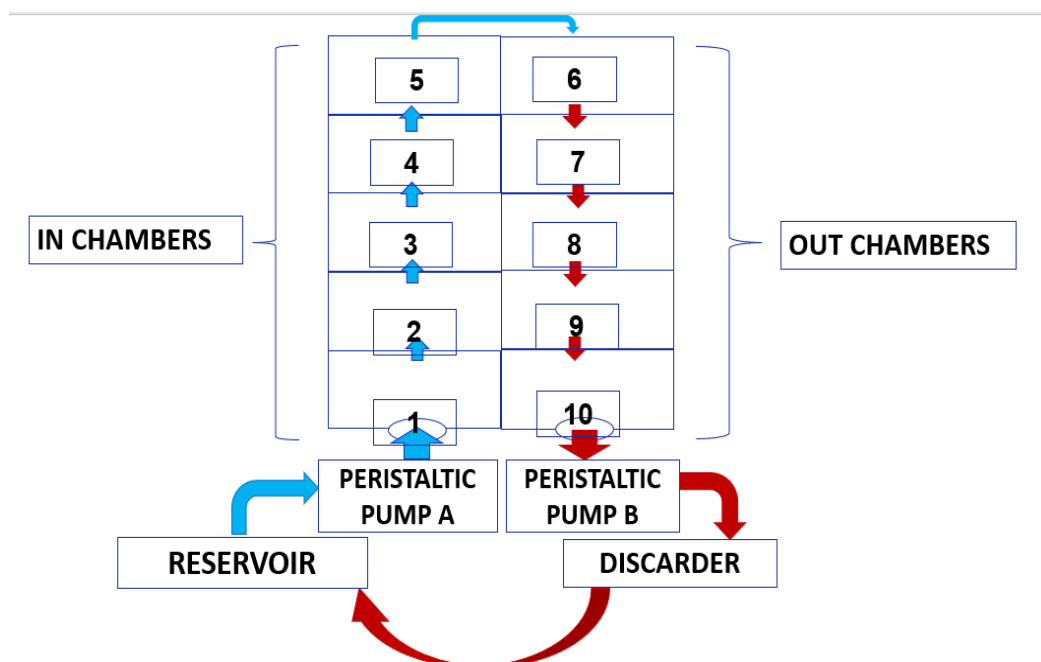 5
6
4
7
IN CHAMBERS
3
8
OUT CHAMBERS
2
9
1
10
PERISTALTIC
PUMP A
PERISTALTIC
PUMP B
RESERVOIR
DISCARDER